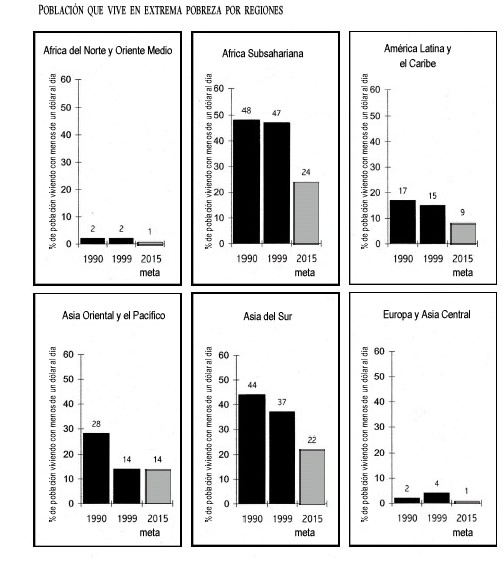 POBLACIÓN QUE VIVE EN EXTREMA POBREZA POR REGIONES
Africa del Norte y Oriente Medio
% de población viviendo con menos de un dólar al día
60
50
40
30
20
10
0
2
2
1
1990 1999 2015
meta
Africa Subsahariana
% de población viviendo con menos de un dólar al día
60
50
40
30
20
10
0
48
47
24
1990 1999 2015
meta
América Latina y
el Caribe
% de población viviendo con menos de un dólar al día
60
50
40
30
20
10
0
17
15
9
1990 1999 2015
meta
Asia Oriental y el Pacifico
% de población viviendo con menos de un dólar al día
60
50
40
30
20
10
0
28
14
14
1990 1999 2015
meta
Asia del Sur
% de población viviendo con menos de un dólar al día
60
50
40
30
20
10
0
44
37
22
1990 1999 2015
meta
Europa y Asia Central
% de población viviendo con menos de un dólar al día
60
50
40
30
20
10
0
2
4
1
1990 1999 2015
meta